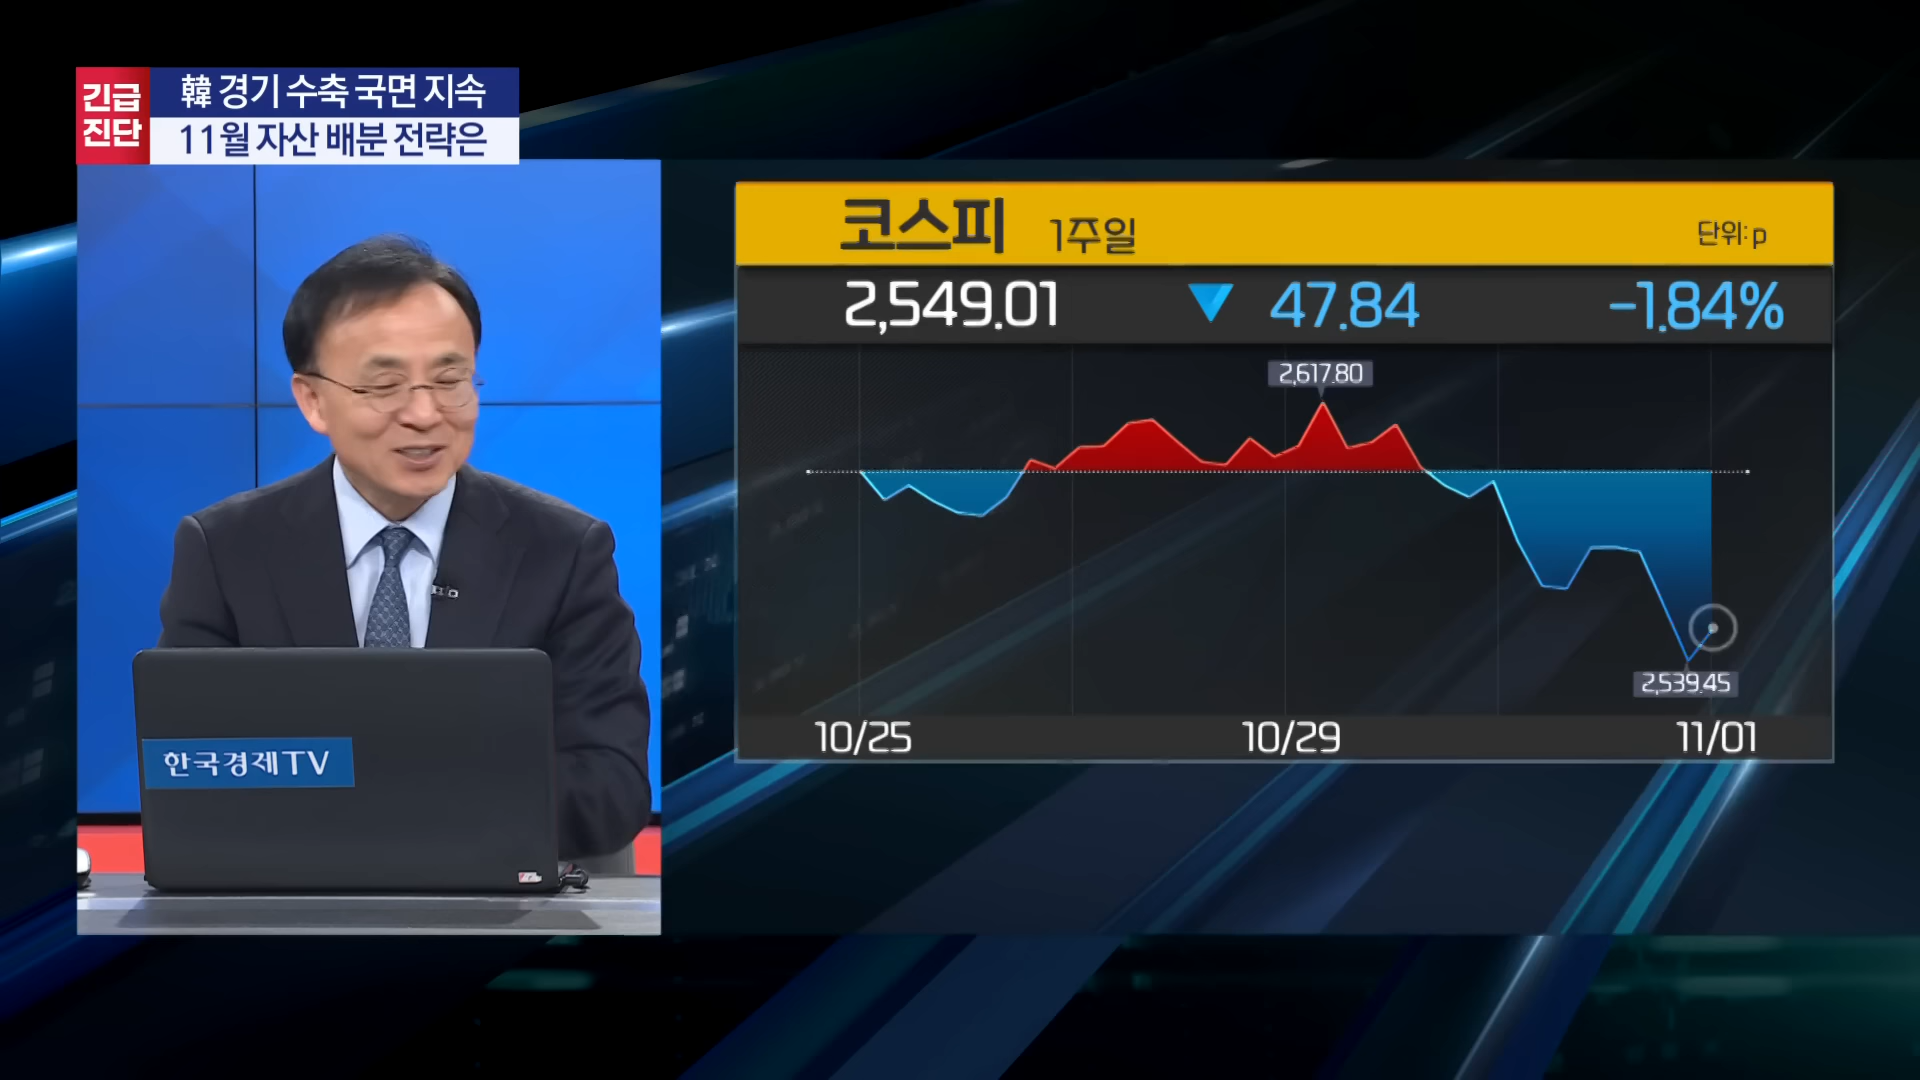 긴급
진단
韓 경기 수축 국면 지속
11월 자산 배분 전략은
코스피 1주일 단위:p
2,549.01 ▼ 47.84 -1.84%
2,617.80
2,539.45
10/25 10/29 11/01
한국경제TV